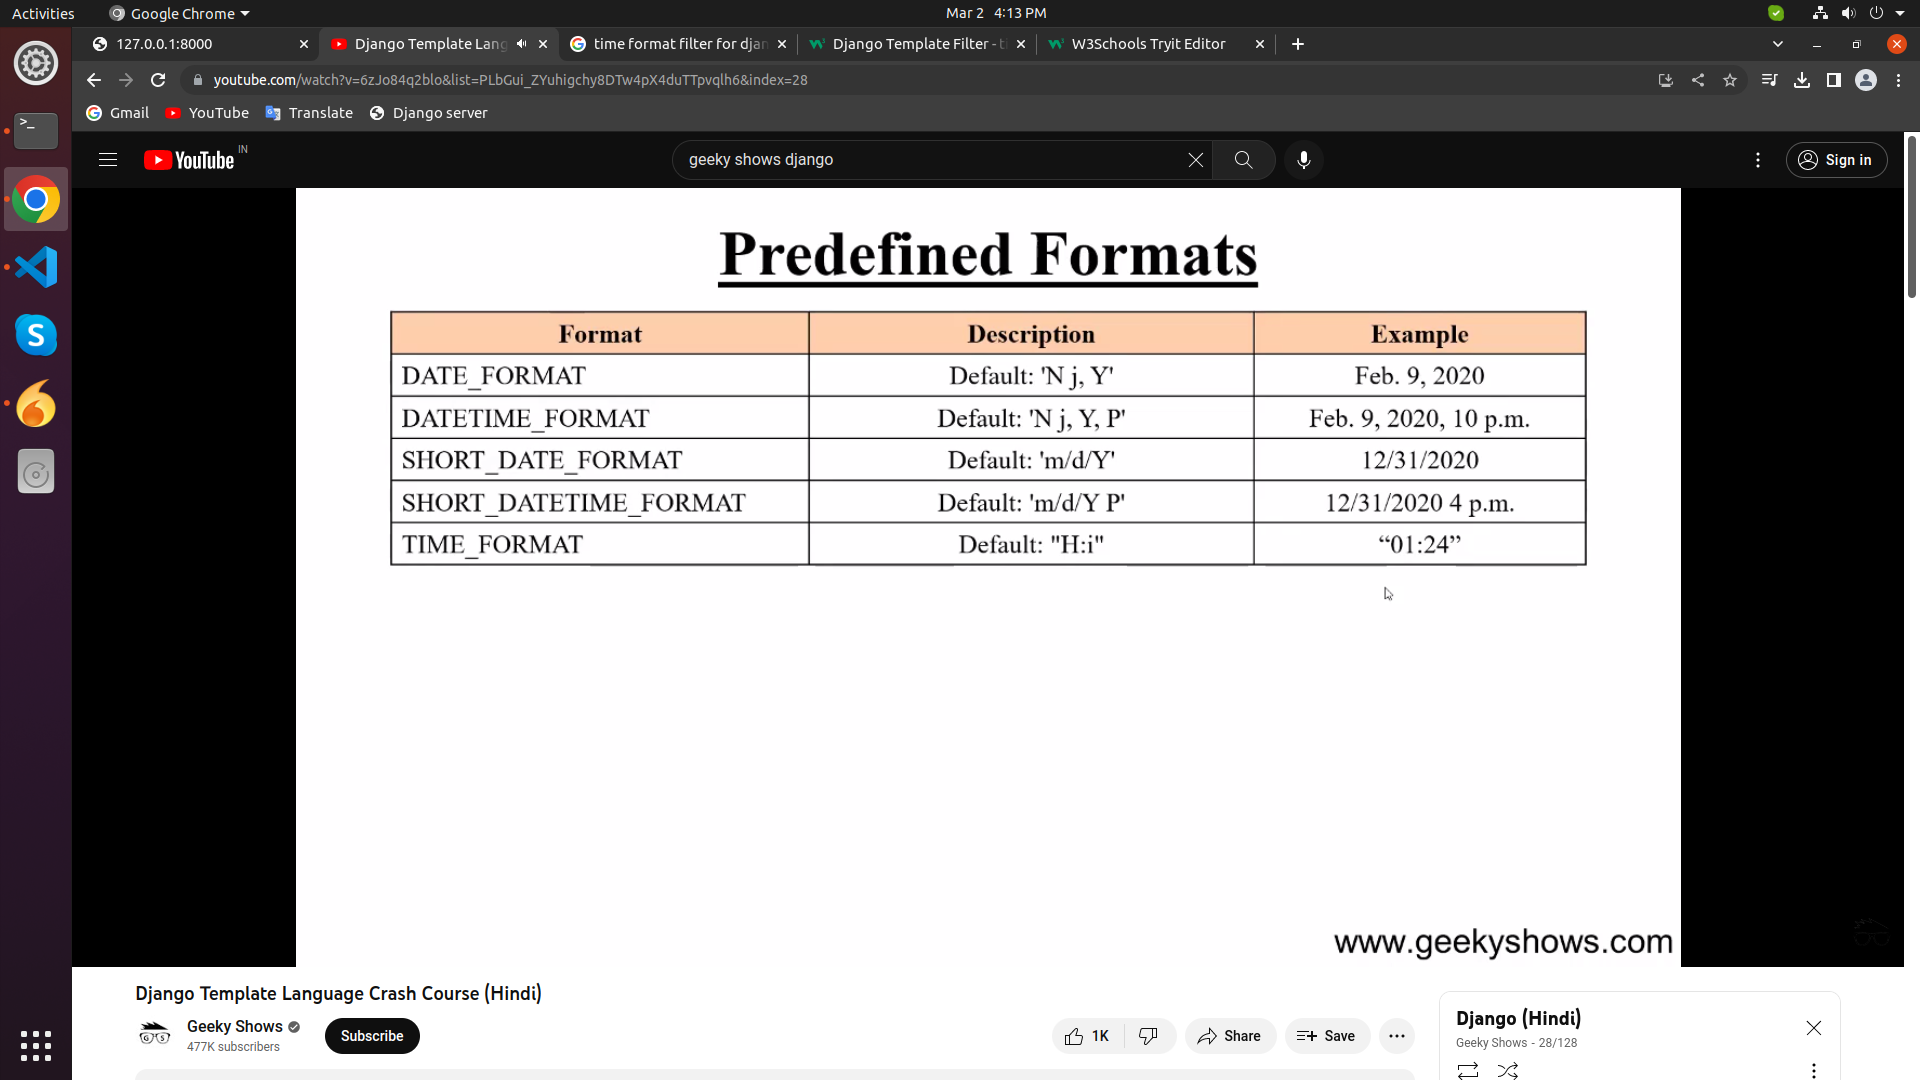 Activities
Google Chrome
Mar 2 4:13 PM
127.0.0.1:8000
Django Template Lang
time format filter for djan
Django Template Filter - ti
W3Schools Tryit Editor
youtube.com/watch?v=6zJo84q2blo&list=PLbGui_ZYuhigchy8DTw4pX4duTTpvqlh6&index=28
Gmail
YouTube
Translate
Django server
YouTube IN
geeky shows django
Sign in
Predefined Formats
Format Description Example
DATE_FORMAT Default: 'N j, Y' Feb. 9, 2020
DATETIME_FORMAT Default: 'N j, Y, P' Feb. 9, 2020, 10 p.m.
SHORT_DATE_FORMAT Default: 'm/d/Y' 12/31/2020
SHORT_DATETIME_FORMAT Default: 'm/d/Y P' 12/31/2020 4 p.m.
TIME_FORMAT Default: "H:i" “01:24”
www.geekyshows.com
Django Template Language Crash Course (Hindi)
Geeky Shows
477K subscribers
Subscribe
1K
Share
Save
Django (Hindi)
Geeky Shows - 28/128